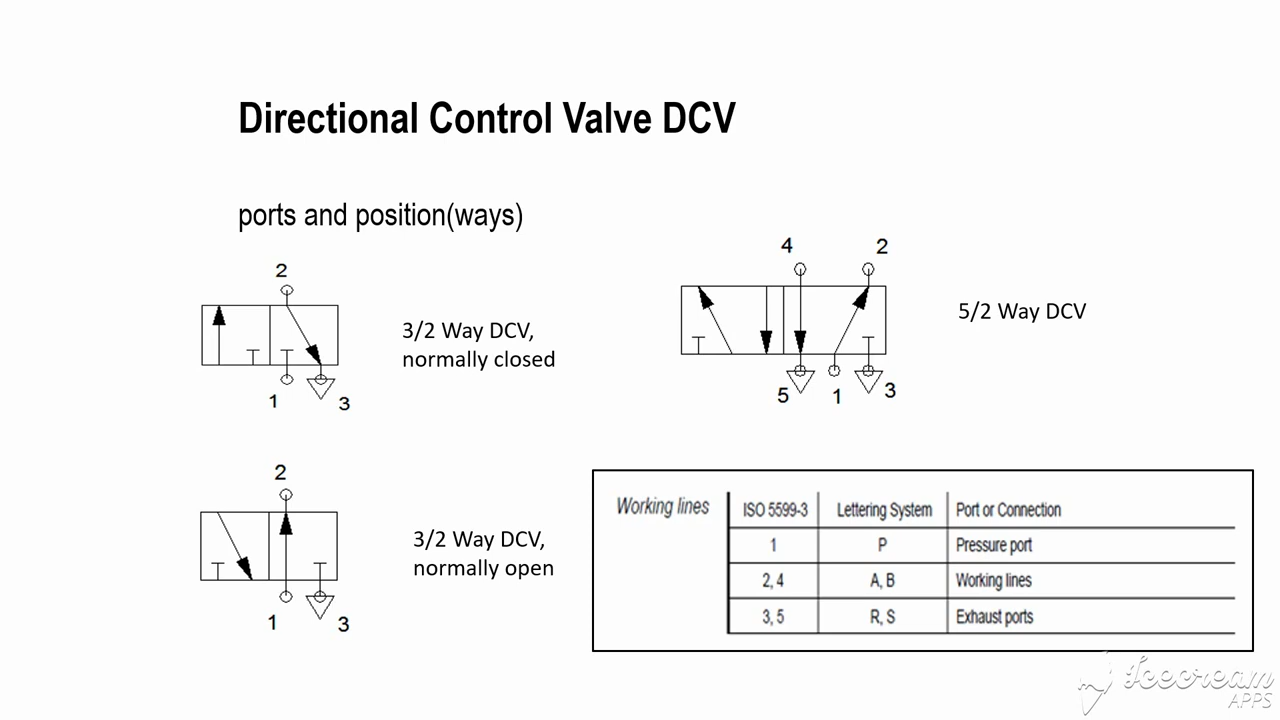 Directional Control Valve DCV
ports and position(ways)
2
1
3
3/2 Way DCV,
normally closed
4
2
5
1
3
5/2 Way DCV
2
1
3
3/2 Way DCV,
normally open
Working lines
ISO 5599-3 Lettering System Port or Connection
1 P Pressure port
2, 4 A, B Working lines
3, 5 R, S Exhaust ports
Icecream
APPS